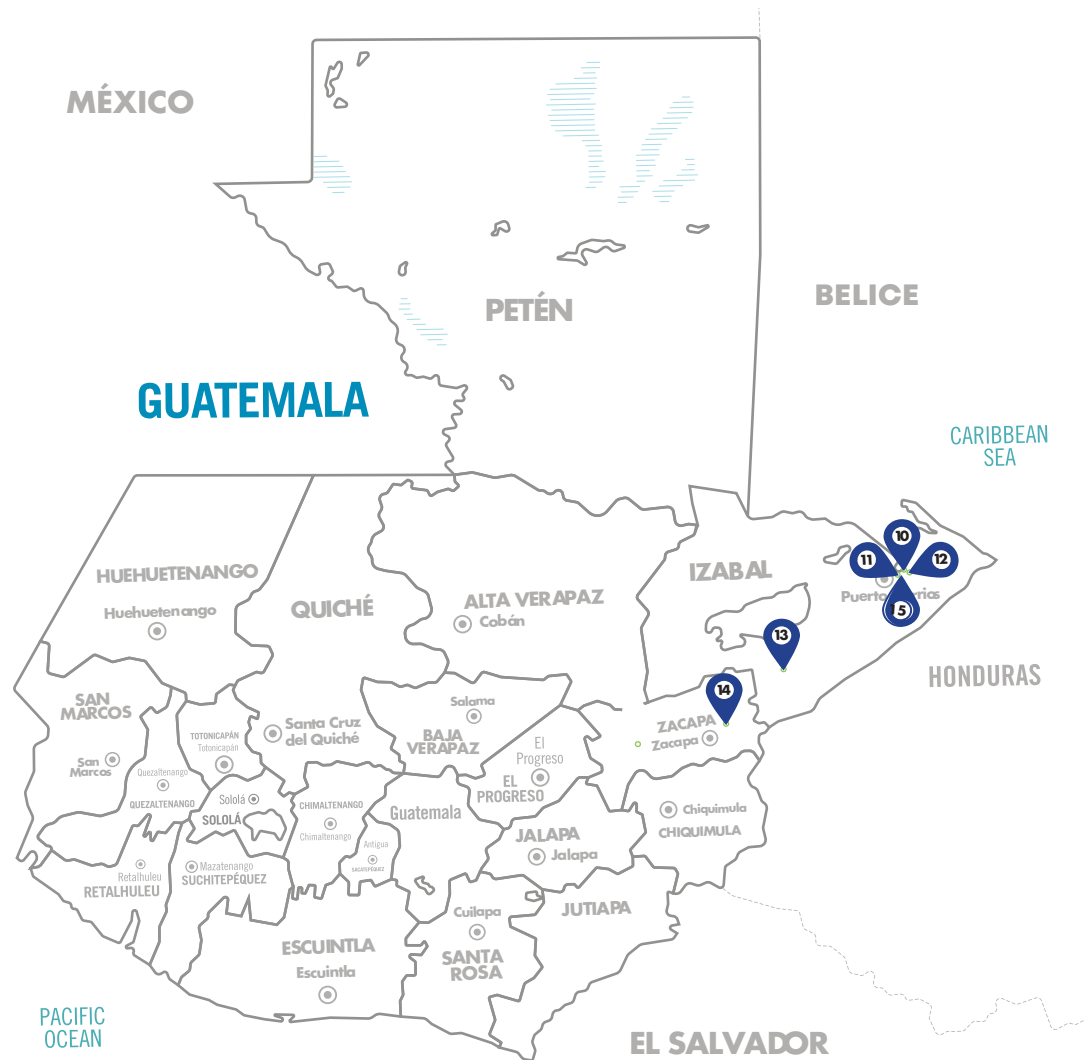 MÉXICO
PETÉN
BELICE
GUATEMALA
CARIBBEAN
SEA
10
11
12
HUEHUETENANGO
Huehuetenango
QUICHÉ
ALTA VERAPAZ
Cobán
IZABAL
5
13
HONDURAS
SAN
MARCOS
San
Marcos
TOTONICAPÁN
Totonicapán
Santa Cruz
del Quiché
Salama
BAJA
VERAPAZ
14
ZACAPA
Zacapa
El
Progreso
EL
PROGRESO
Quezaltenango
QUEZALTENANGO
Sololá
SOLOLÁ
CHIMALTENANGO
Chimaltenango
Guatemala
Antigua
SACATEPÉQUEZ
JALAPA
Jalapa
Chiquimula
CHIQUIMULA
Retalhuleu
RETALHULEU
Mazatenango
SUCHITEPÉQUEZ
Cuilapa
SANTA
ROSA
JUTIAPA
ESCUINTLA
Escuintla
PACIFIC
OCEAN
EL SALVADOR